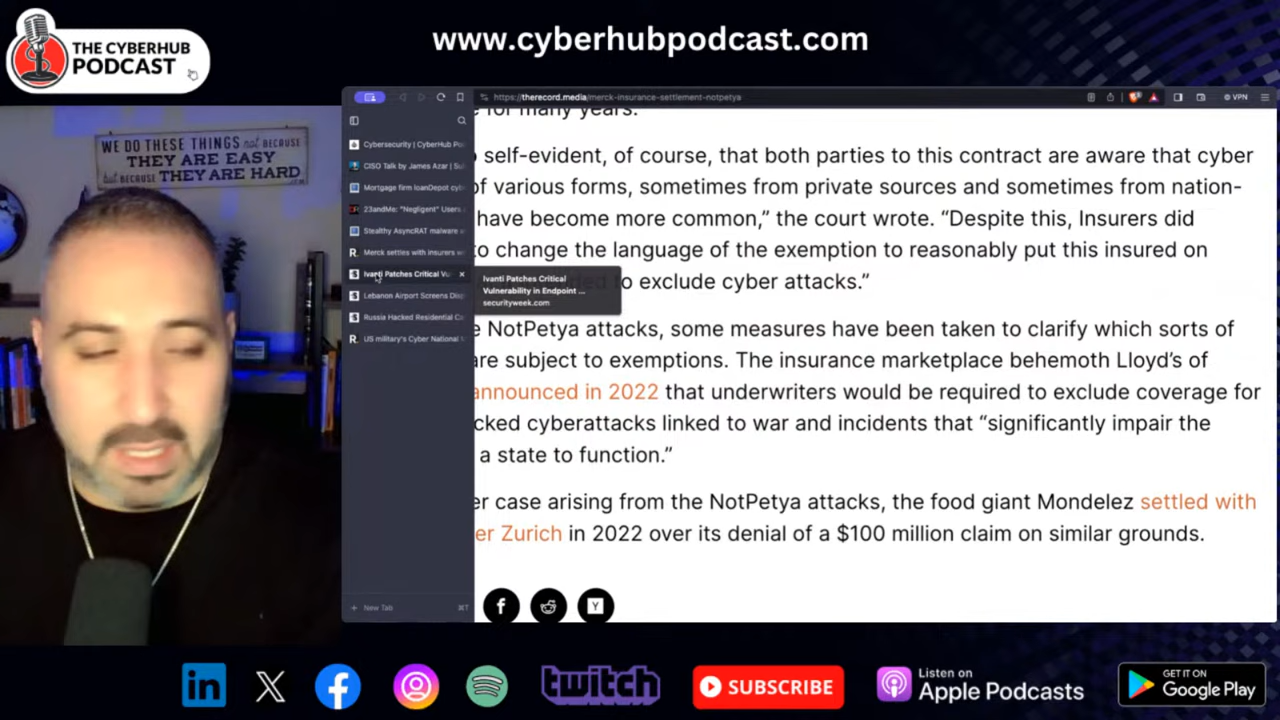 www.cyberhubpodcast.com
THE CYBERHUB
PODCAST
WE DO THESE THINGS not BECAUSE
THEY ARE EASY
but BECAUSE THEY ARE HARD
https://therecord.media/merck-insurance-settlement-notpetya
VPN
Cybersecurity | CyberHub Po
CISO Talk by James Azar | Su
Mortgage firm loanDepot cyb
23andMe: "Negligent" Users
Stealthy AsyncRAT malware
Merck settles with insurers w
Ivanti Patches Critical Vu
Lebanon Airport Screens Disp
Russia Hacked Residential Ca
US military's Cyber National
New Tab
⌘T
Ivanti Patches Critical
Vulnerability in Endpoint ...
securityweek.com
e for many years.
self-evident, of course, that both parties to this contract are aware that cyber
of various forms, sometimes from private sources and sometimes from nation-
have become more common,” the court wrote. “Despite this, Insurers did
to change the language of the exemption to reasonably put this insured on
o exclude cyber attacks.”
e NotPetya attacks, some measures have been taken to clarify which sorts of
are subject to exemptions. The insurance marketplace behemoth Lloyd’s of
announced in 2022 that underwriters would be required to exclude coverage for
cked cyberattacks linked to war and incidents that “significantly impair the
a state to function.”
er case arising from the NotPetya attacks, the food giant Mondelez settled with
er Zurich in 2022 over its denial of a $100 million claim on similar grounds.
in
X
f
twitch
SUBSCRIBE
Listen on
Apple Podcasts
GET IT ON
Google Play